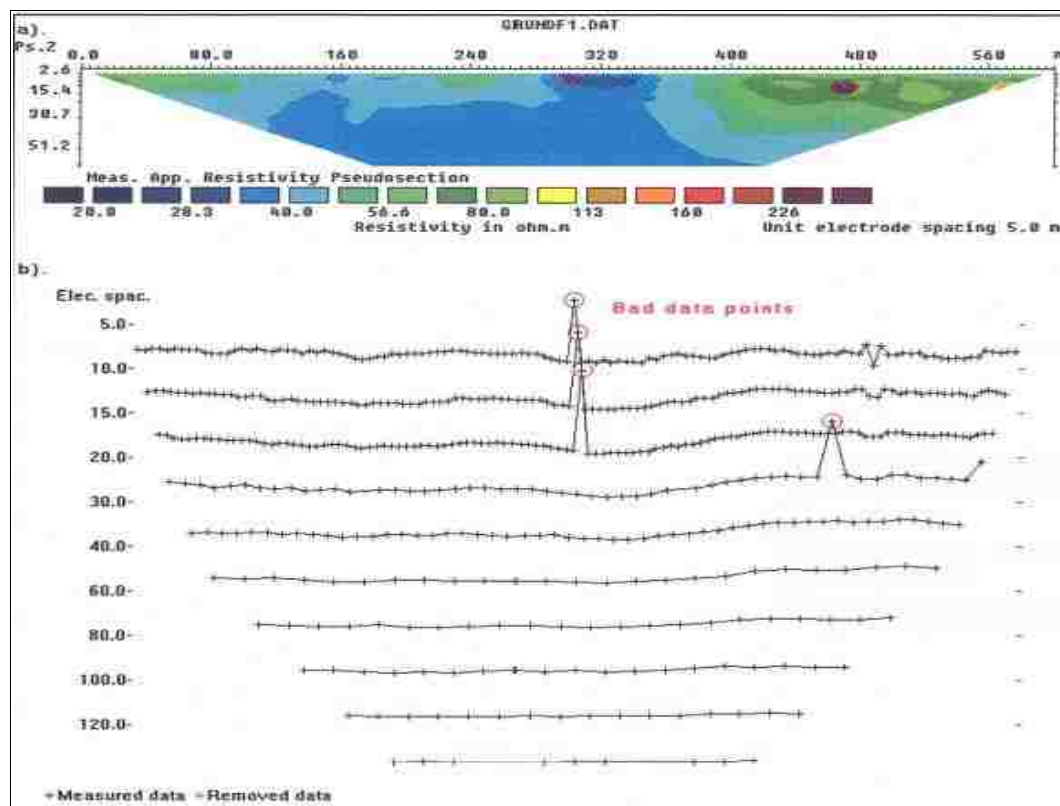 a).
GRUNDF1.DAT
Ps.Z
0.0 80.0 160 240 320 400 480 560 m
2.6
15.4
30.7
51.2
Meas. App. Resistivity Pseudosection
20.0 28.3 40.0 56.6 80.0 113 160 226
Resistivity in ohm.m
Unit electrode spacing 5.0 m
b).
Elec. spac.
Bad data points
5.0-
10.0-
15.0-
20.0-
30.0-
40.0-
60.0-
80.0-
100.0-
120.0-
+Measured data +Removed data